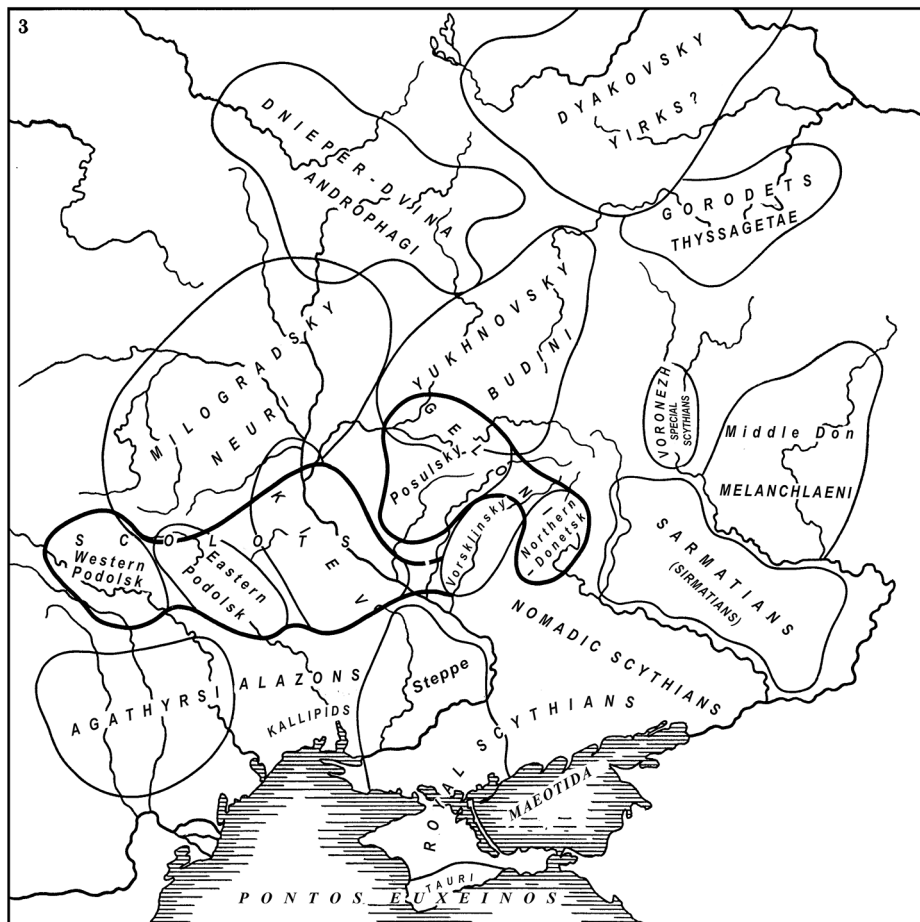 3
DYAKOVSKY
YIRKS?
DNIEPER-DVINA
ANDROPHAGI
GORODETS
THYSSAGETAE
YUKHNOVSKY
BUDINI
MILOGRADSKY
NEURI
VORONEZH
SPECIAL
SCYTHIANS
Middle Don
MELANCHLAENI
GELONI
Posulsky
Vorsklinsky
Northern
-Donetsk
SCOLOTS
Western
Podolsk
Eastern
Podolsk
KIEV
SARMATIANS
(SIRMATIANS)
NOMADIC SCYTHIANS
Steppe
AGATHYRSI
ALAZONS
KALLIPIDS
ROYAL SCYTHIANS
MAEOTIDA
TAURI
PONTOS EUXEINOS